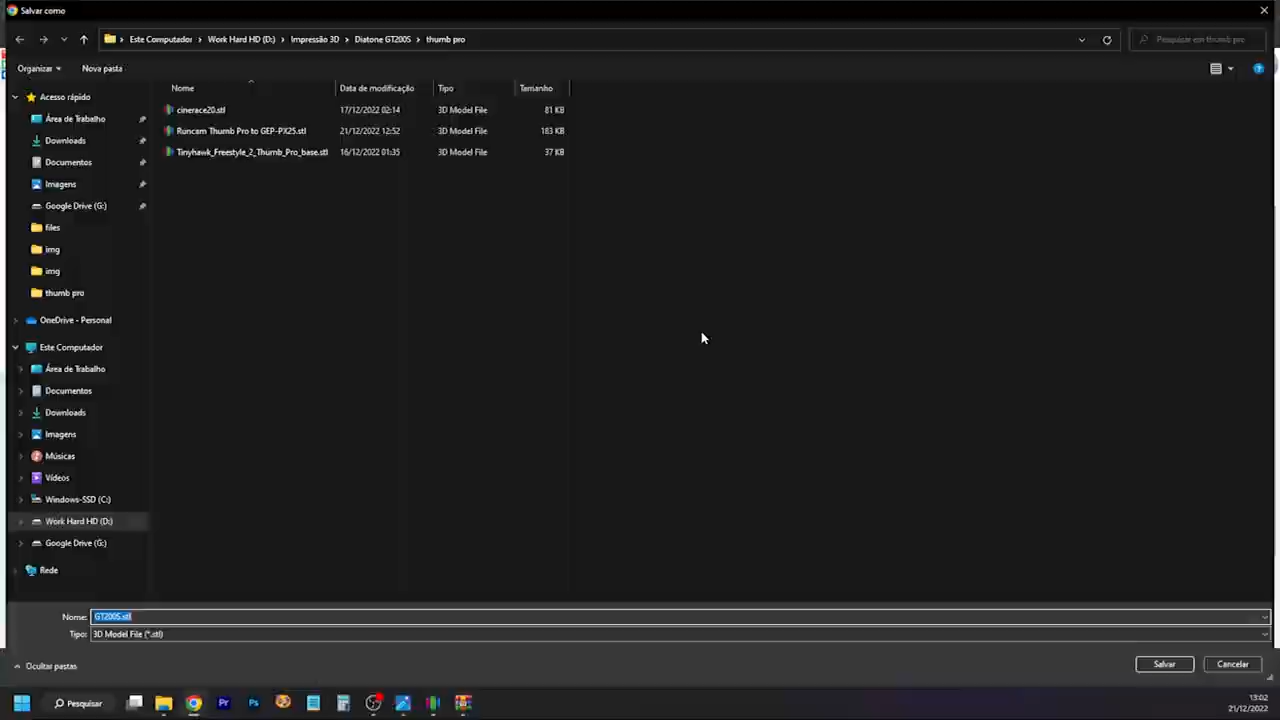 Salvar como
Este Computador > Work Hard HD (D:) > Impressão 3D > Diatone GT200S > thumb pro
Pesquisar em thumb pro
Organizar
Nova pasta
Nome
Data de modificação
Tipo
Tamanho
cinerace20.stl
17/12/2022 02:14
3D Model File
81 KB
Runcam Thumb Pro to GEP-PX25.stl
21/12/2022 12:52
3D Model File
183 KB
Tinyhawk_Freestyle_2_Thumb_Pro_base.stl
16/12/2022 01:35
3D Model File
37 KB
Acesso rápido
Área de Trabalho
Downloads
Documentos
Imagens
Google Drive (G:)
files
img
img
thumb pro
OneDrive - Personal
Este Computador
Área de Trabalho
Documentos
Downloads
Imagens
Músicas
Vídeos
Windows-SSD (C:)
Work Hard HD (D:)
Google Drive (G:)
Rede
Nome: GT200S.stl
Tipo: 3D Model File (*.stl)
Ocultar pastas
Salvar
Cancelar
Pesquisar
Pr
Ps
13:02
21/12/2022